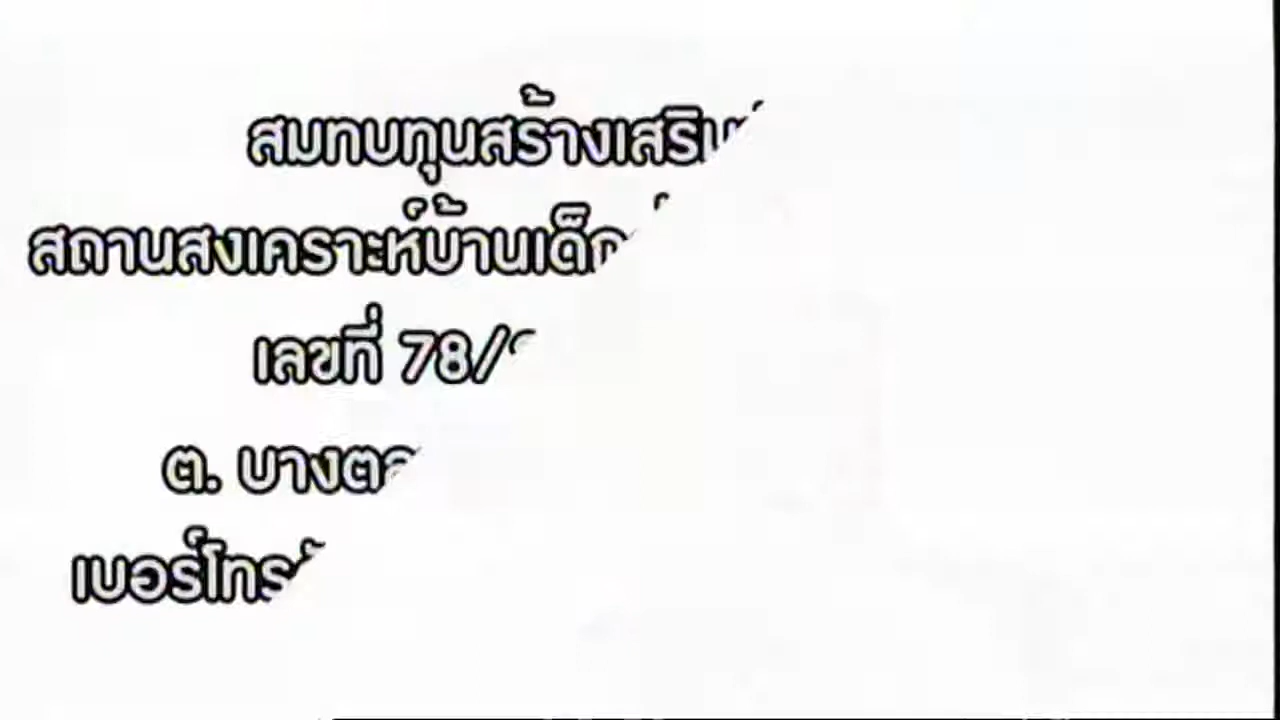 สมทบทุนสร้างเสริม
สถานสงเคราะห์บ้านเด็ก
เลขที่ 78/
ต. บางต
เบอร์โทร